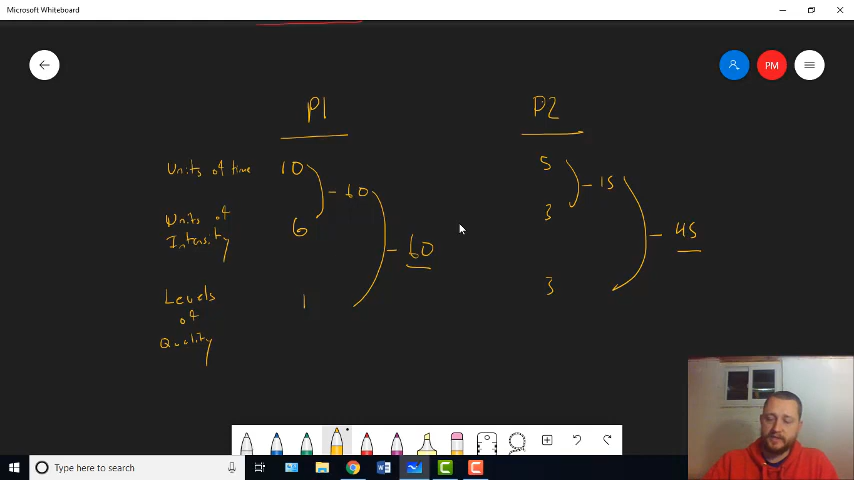 Microsoft Whiteboard
PM
P1
P2
Units of time
10
5
60
15
Units of
Intensity
6
3
60
45
Levels
of
Quality
1
3
Type here to search